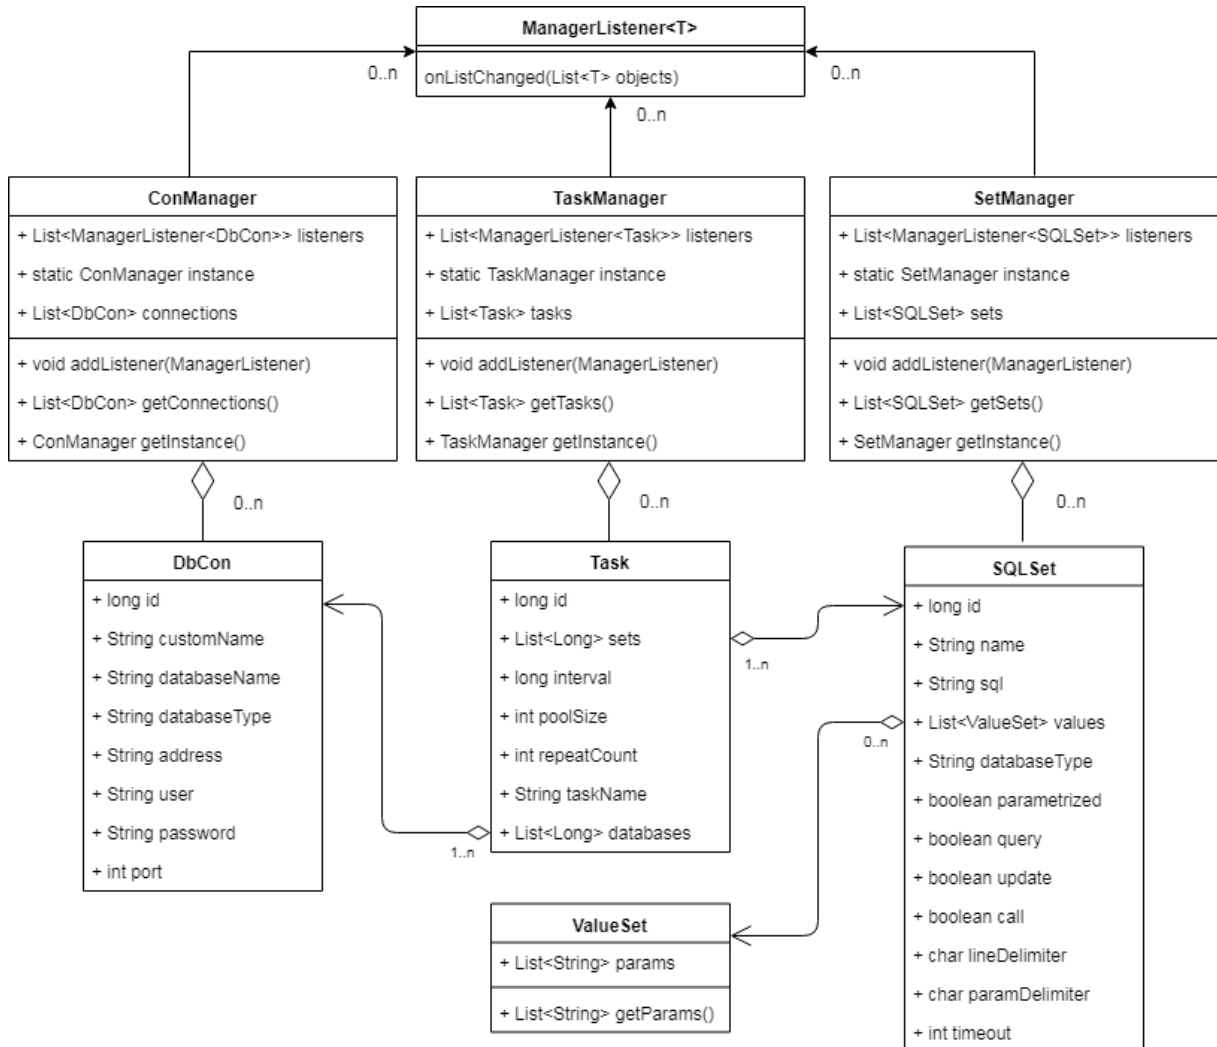 ManagerListener<T>
onListChanged(List<T> objects)
0..n
0..n
0..n
ConManager
+ List<ManagerListener<DbCon>> listeners
+ static ConManager instance
+ List<DbCon> connections
+ void addListener(ManagerListener)
+ List<DbCon> getConnections()
+ ConManager getInstance()
TaskManager
+ List<ManagerListener<Task>> listeners
+ static TaskManager instance
+ List<Task> tasks
+ void addListener(ManagerListener)
+ List<Task> getTasks()
+ TaskManager getInstance()
SetManager
+ List<ManagerListener<SQLSet>> listeners
+ static SetManager instance
+ List<SQLSet> sets
+ void addListener(ManagerListener)
+ List<SQLSet> getSets()
+ SetManager getInstance()
0..n
0..n
0..n
DbCon
+ long id
+ String customName
+ String databaseName
+ String databaseType
+ String address
+ String user
+ String password
+ int port
Task
+ long id
+ List<Long> sets
+ long interval
+ int poolSize
+ int repeatCount
+ String taskName
+ List<Long> databases
1..n
1..n
SQLSet
+ long id
+ String name
+ String sql
+ List<ValueSet> values
+ String databaseType
+ boolean parametrized
+ boolean query
+ boolean update
+ boolean call
+ char lineDelimiter
+ char paramDelimiter
+ int timeout
0..n
ValueSet
+ List<String> params
+ List<String> getParams()